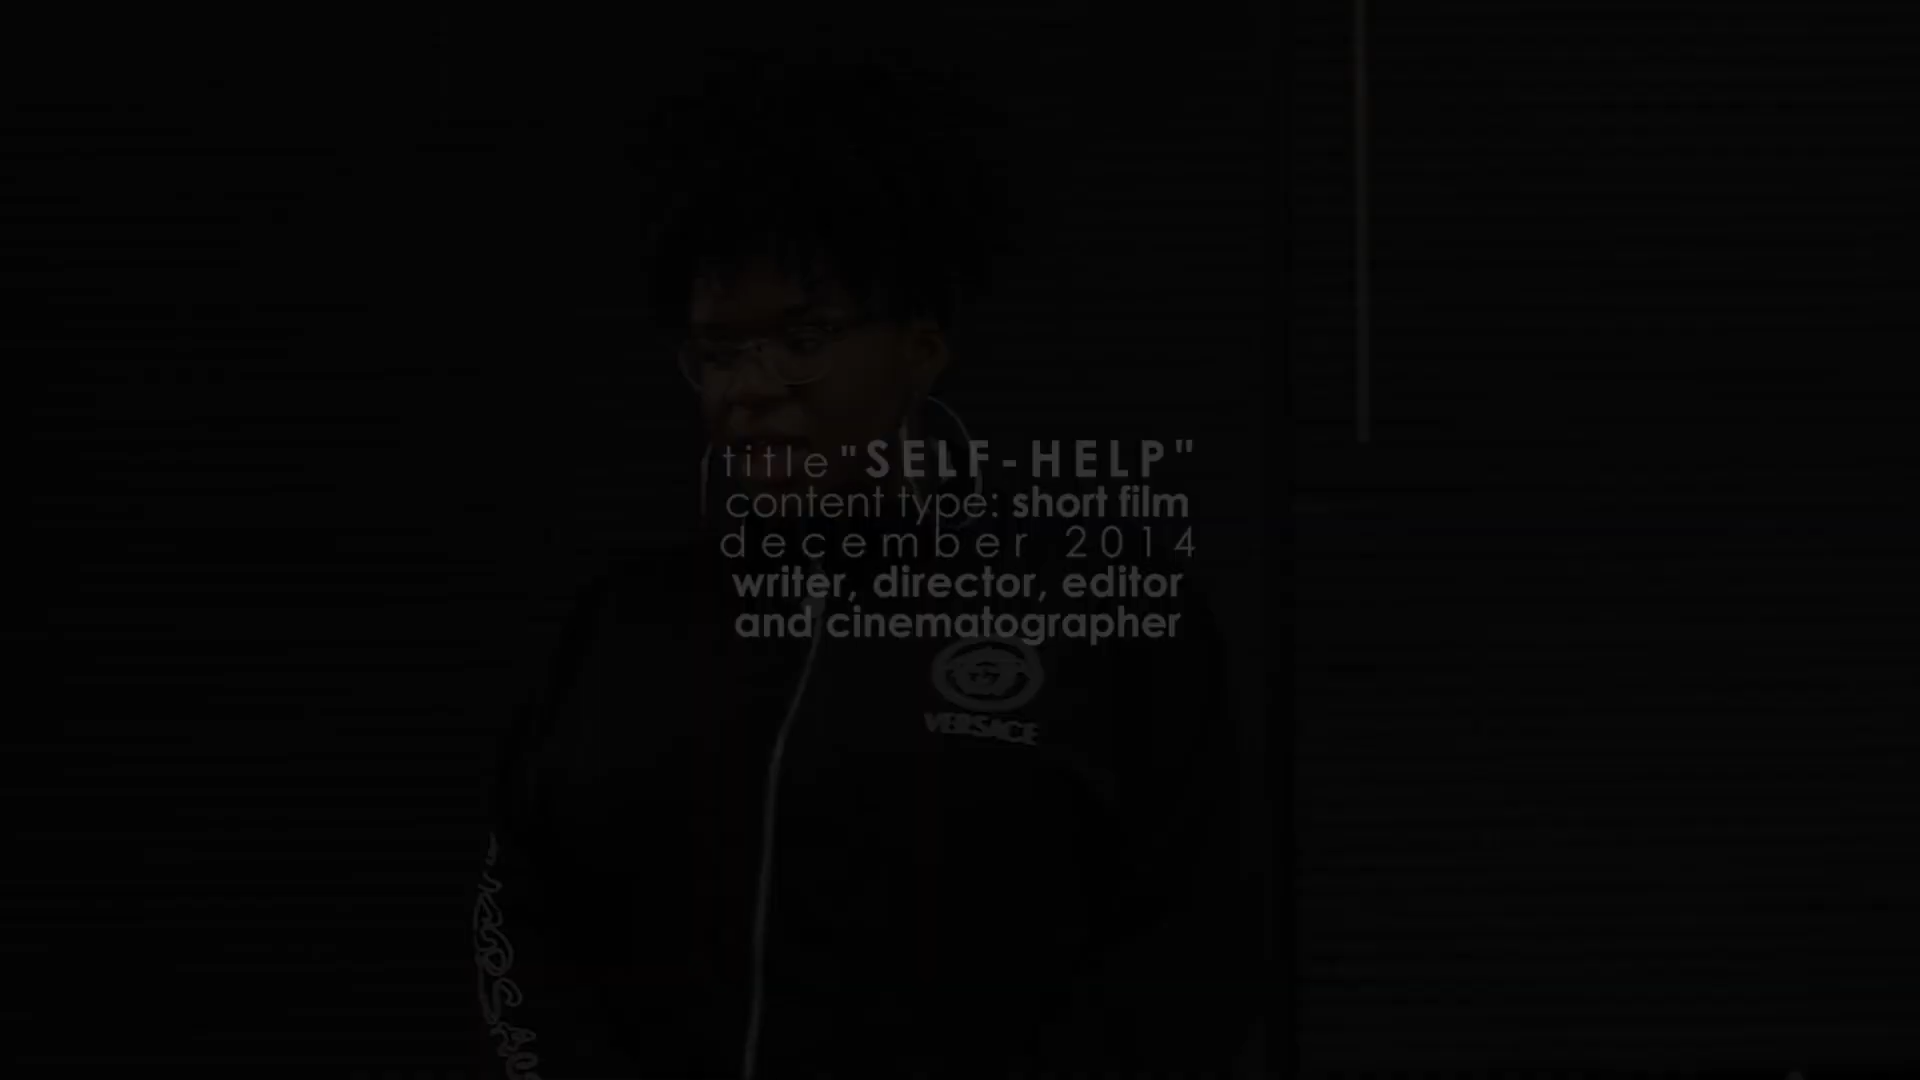 title "SELF-HELP"
content type: short film
december 2014
writer, director, editor
and cinematographer
VERSACE